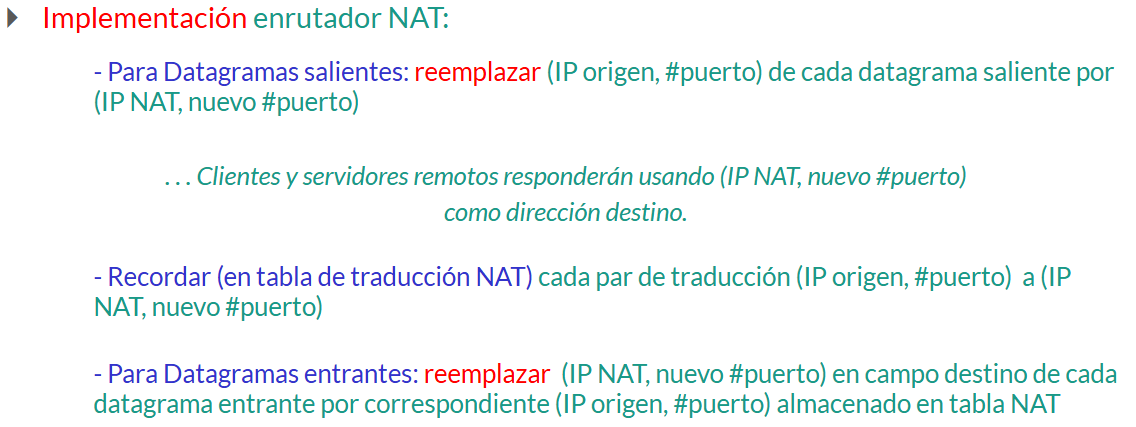 Implementación enrutador NAT:
- Para Datagramas salientes: reemplazar (IP origen, #puerto) de cada datagrama saliente por
(IP NAT, nuevo #puerto)
. . . Clientes y servidores remotos responderán usando (IP NAT, nuevo #puerto)
como dirección destino.
- Recordar (en tabla de traducción NAT) cada par de traducción (IP origen, #puerto) a (IP
NAT, nuevo #puerto)
- Para Datagramas entrantes: reemplazar (IP NAT, nuevo #puerto) en campo destino de cada
datagrama entrante por correspondiente (IP origen, #puerto) almacenado en tabla NAT